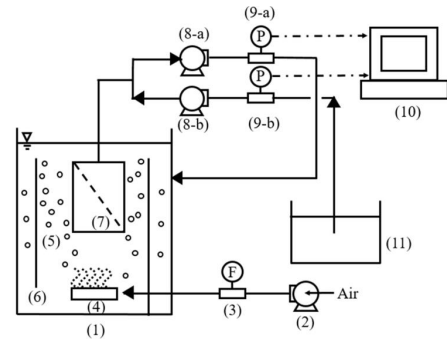 (9-a)
(8-a)
P
P
(8-b)
(9-b)
(10)
(7)
(5)
(11)
F
(6)
(4)
Air
(3)
(2)
(1)